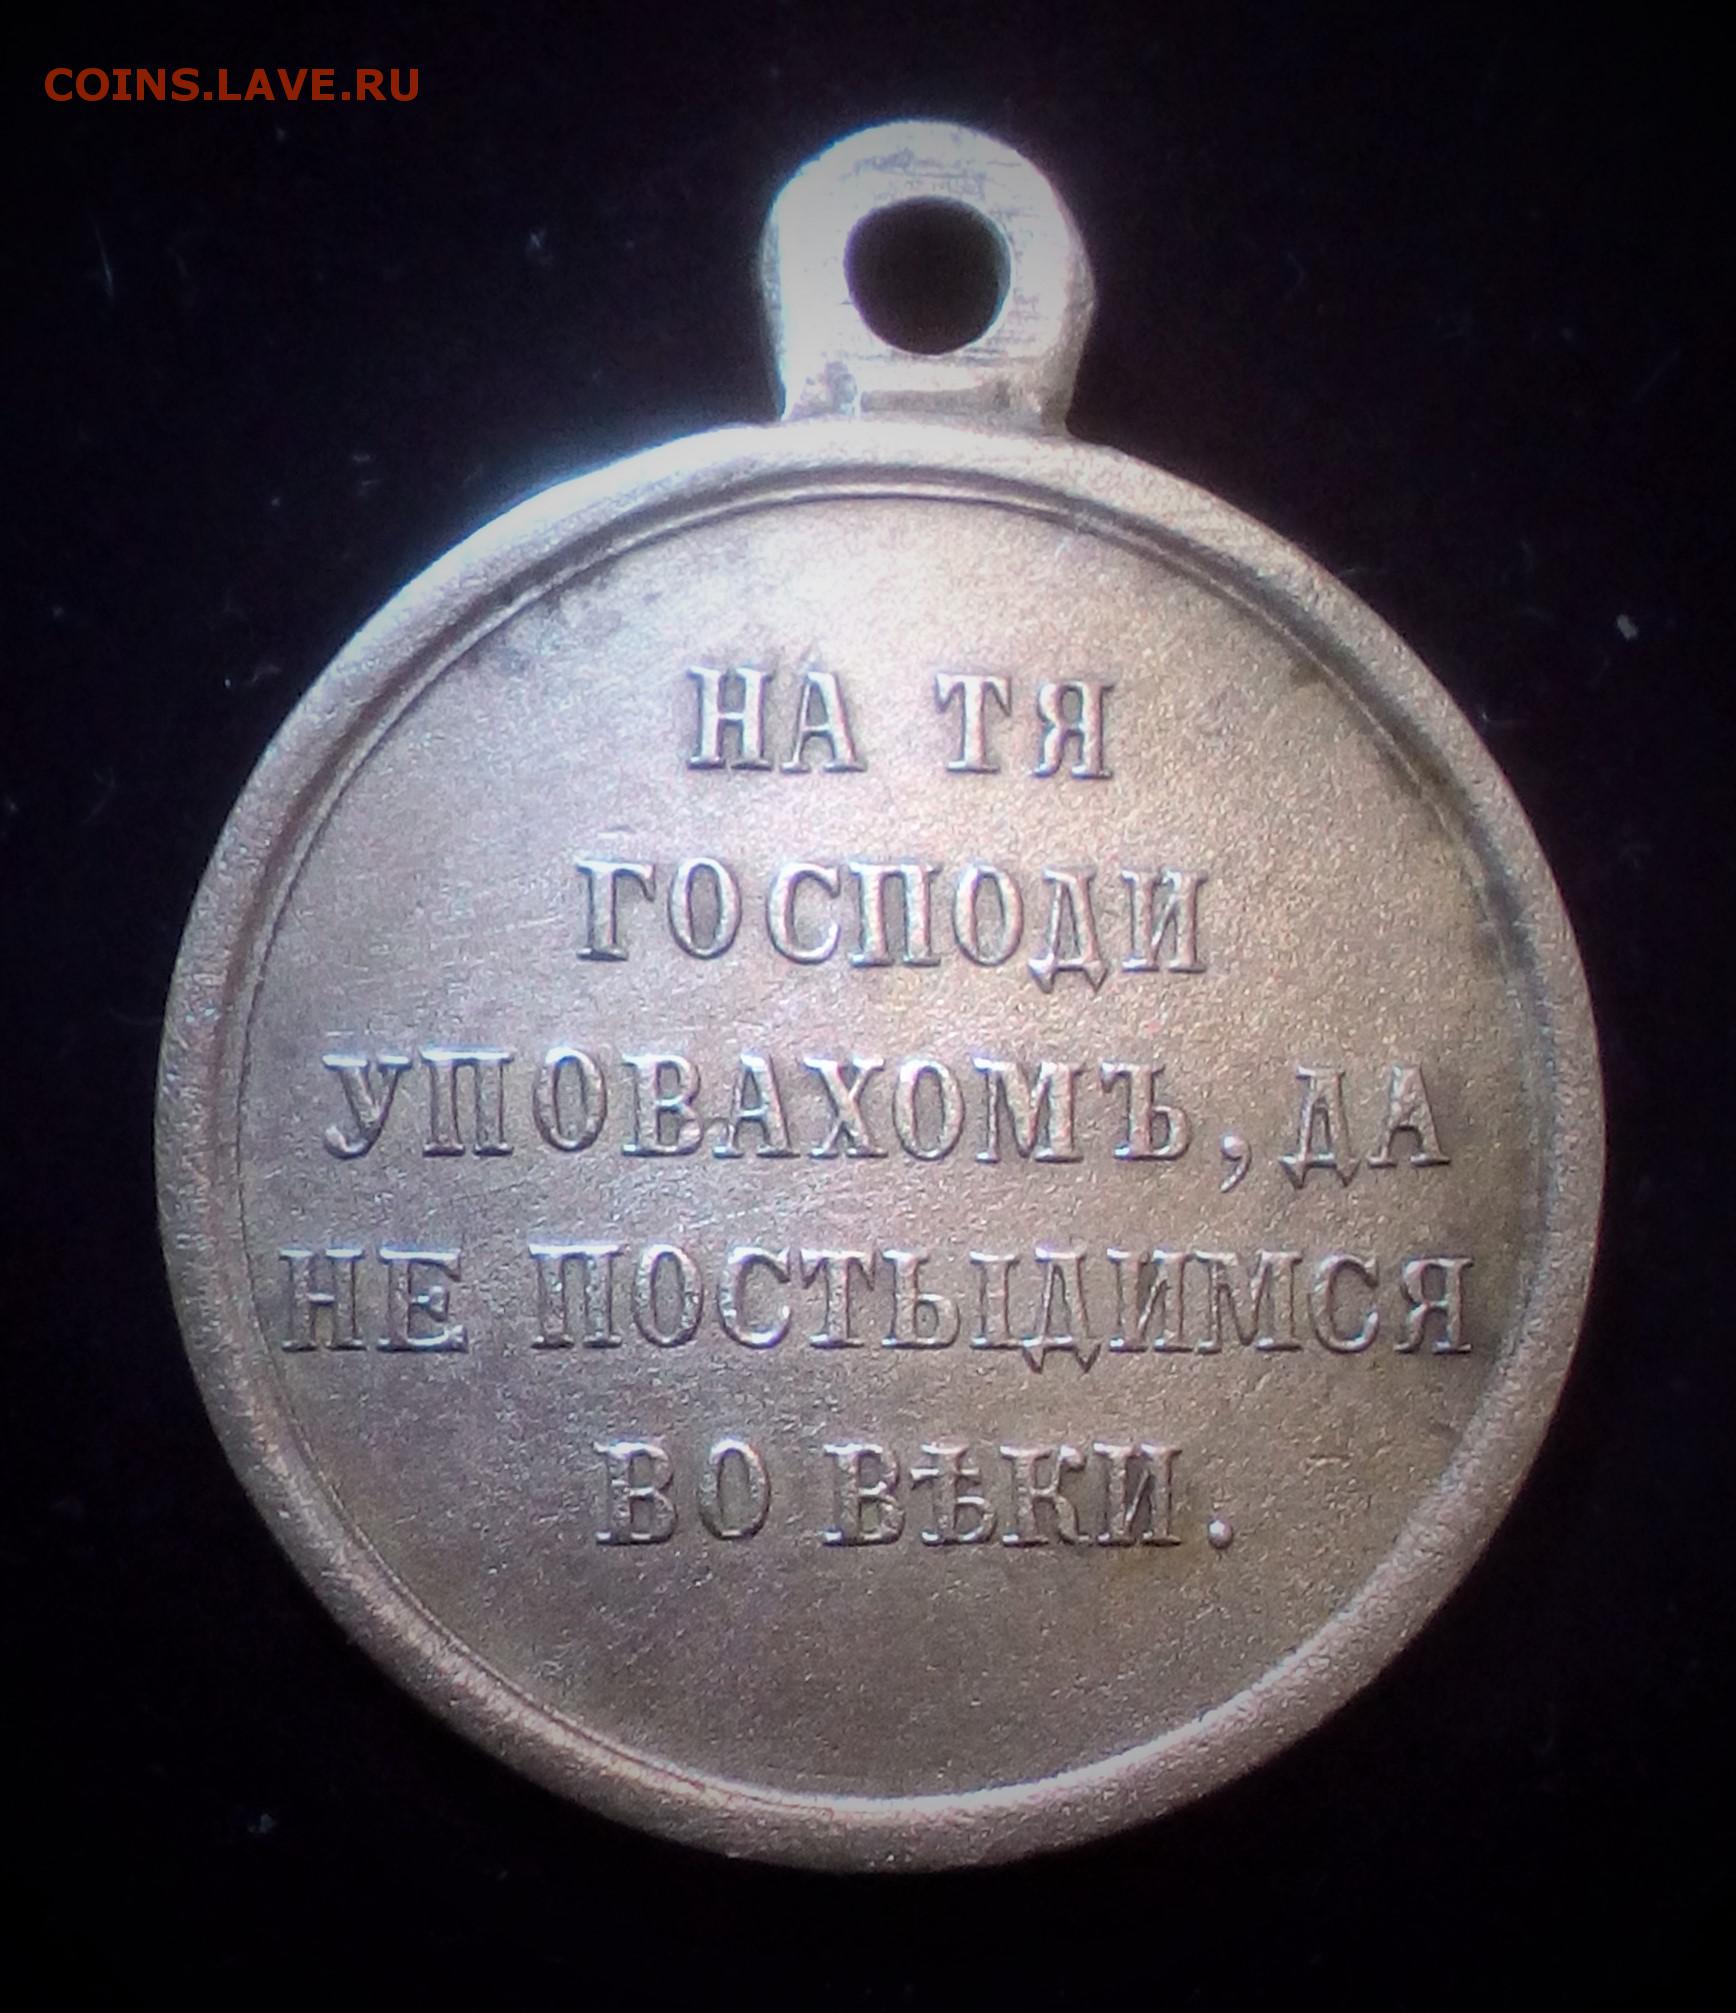 COINS.LAVE.RU
НА ТЯ
ГОСПОДИ
УПОВАХОМЪ, ДА
НЕ ПОСТЫДИМСЯ
ВО ВѢКИ.